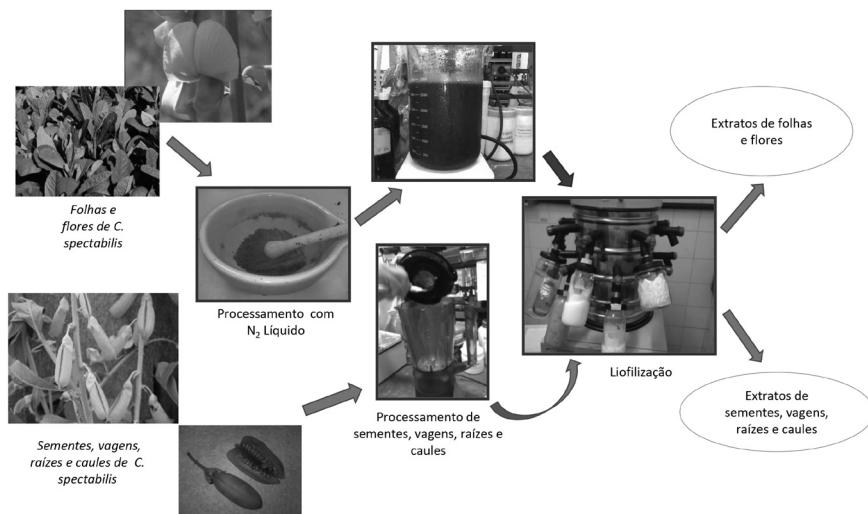 Folhas e
flores de C.
spectabilis
Processamento com
N₂ Líquido
Extratos de folhas
e flores
Liofilização
Processamento de
sementes, vagens, raízes e
caules
Sementes, vagens,
raízes e caules de C.
spectabilis
Extratos de
sementes, vagens,
raízes e caules